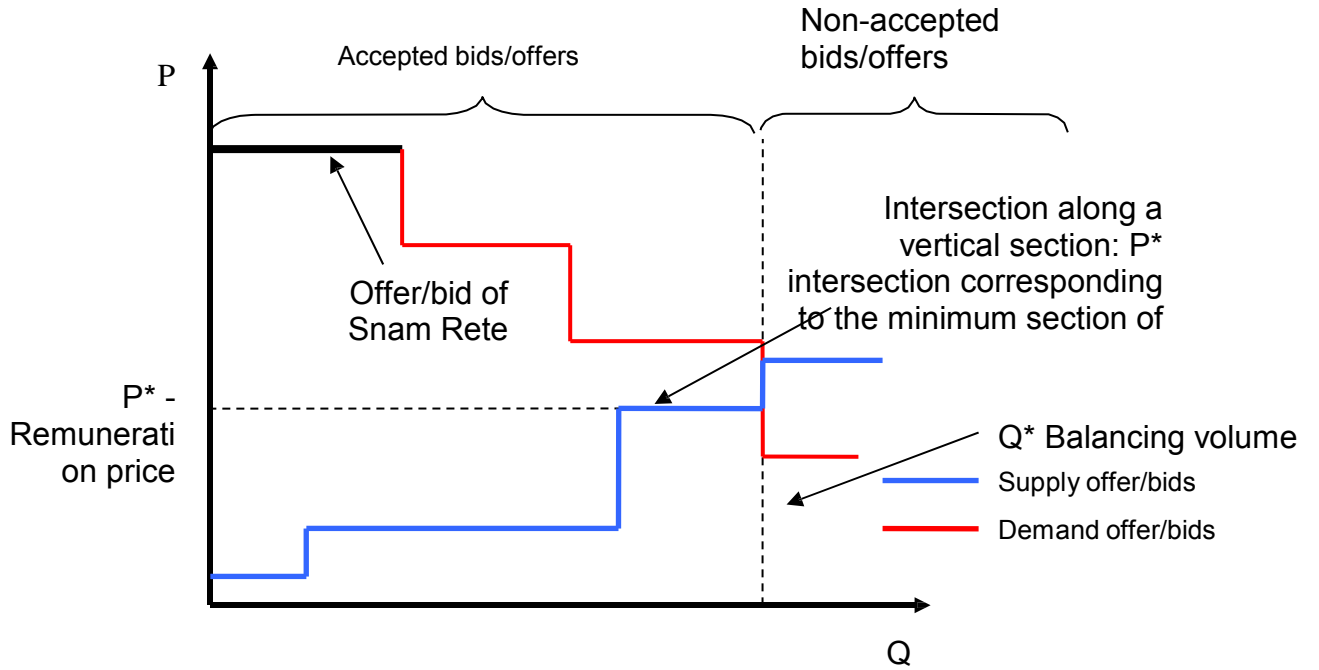 Non-accepted
bids/offers
Accepted bids/offers
P
Intersection along a
vertical section: P*
intersection corresponding
to the minimum section of
Offer/bid of
Snam Rete
P* -
Remunerati
on price
Q* Balancing volume
Supply offer/bids
Demand offer/bids
Q